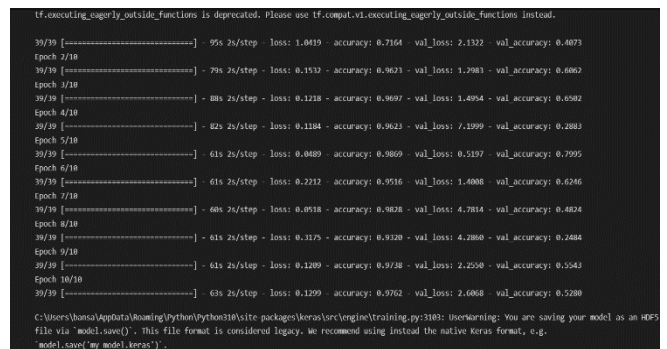 tf.executing_eagerly_outside_functions is deprecated. Please use tf.compat.v1.executing_eagerly_outside_functions instead.
39/39 [==============================] - 95s 2s/step - loss: 1.0419 - accuracy: 0.7164 - val_loss: 2.1322 - val_accuracy: 0.4073
Epoch 2/10
39/39 [==============================] - 79s 2s/step - loss: 0.1532 - accuracy: 0.9623 - val_loss: 1.2983 - val_accuracy: 0.6062
Epoch 3/10
39/39 [==============================] - 88s 2s/step - loss: 0.1218 - accuracy: 0.9697 - val_loss: 1.4954 - val_accuracy: 0.6502
Epoch 4/10
39/39 [==============================] - 82s 2s/step - loss: 0.1184 - accuracy: 0.9623 - val_loss: 7.1999 - val_accuracy: 0.2883
Epoch 5/10
39/39 [==============================] - 61s 2s/step - loss: 0.0489 - accuracy: 0.9869 - val_loss: 0.5197 - val_accuracy: 0.7995
Epoch 6/10
39/39 [==============================] - 61s 2s/step - loss: 0.2212 - accuracy: 0.9516 - val_loss: 1.4008 - val_accuracy: 0.6246
Epoch 7/10
39/39 [==============================] - 60s 2s/step - loss: 0.0518 - accuracy: 0.9828 - val_loss: 4.7814 - val_accuracy: 0.4824
Epoch 8/10
39/39 [==============================] - 61s 2s/step - loss: 0.3175 - accuracy: 0.9320 - val_loss: 4.2860 - val_accuracy: 0.2484
Epoch 9/10
39/39 [==============================] - 61s 2s/step - loss: 0.1209 - accuracy: 0.9738 - val_loss: 2.2550 - val_accuracy: 0.5543
Epoch 10/10
39/39 [==============================] - 63s 2s/step - loss: 0.1299 - accuracy: 0.9762 - val_loss: 2.6068 - val_accuracy: 0.5280
C:\Users\bansa\AppData\Roaming\Python\Python310\site-packages\keras\src\engine\training.py:3103: UserWarning: You are saving your model as an HDF5
file via `model.save()`. This file format is considered legacy. We recommend using instead the native Keras format, e.g.
`model.save('my_model.keras')`.